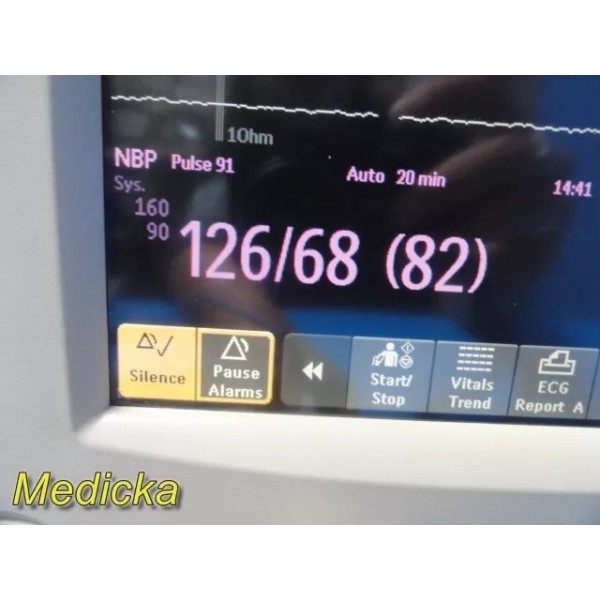 1Ohm
NBP Pulse 91 Auto 20 min 14:41
Sys.
160
90
126/68 (82)
Silence
Pause
Alarms
Start/
Stop
Vitals
Trend
ECG
Report A
Medicka